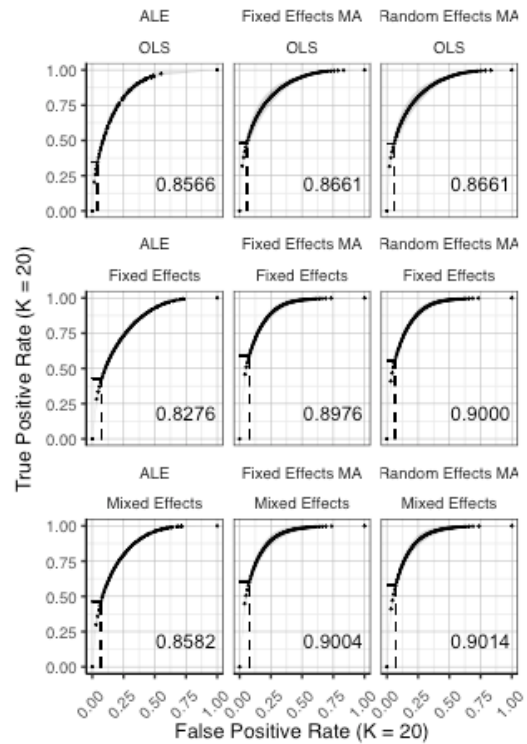 ALE Fixed Effects MA Random Effects MA
OLS OLS OLS
1.00
0.75
0.50
0.25
0.00
0.8566 0.8661 0.8661
ALE Fixed Effects MA Random Effects MA
Fixed Effects Fixed Effects Fixed Effects
1.00
0.75
0.50
0.25
0.00
0.8276 0.8976 0.9000
ALE Fixed Effects MA Random Effects MA
Mixed Effects Mixed Effects Mixed Effects
1.00
0.75
0.50
0.25
0.00
0.8582 0.9004 0.9014
True Positive Rate (K = 20)
0.00 0.25 0.50 0.75 1.00 0.00 0.25 0.50 0.75 1.00 0.00 0.25 0.50 0.75 1.00
False Positive Rate (K = 20)